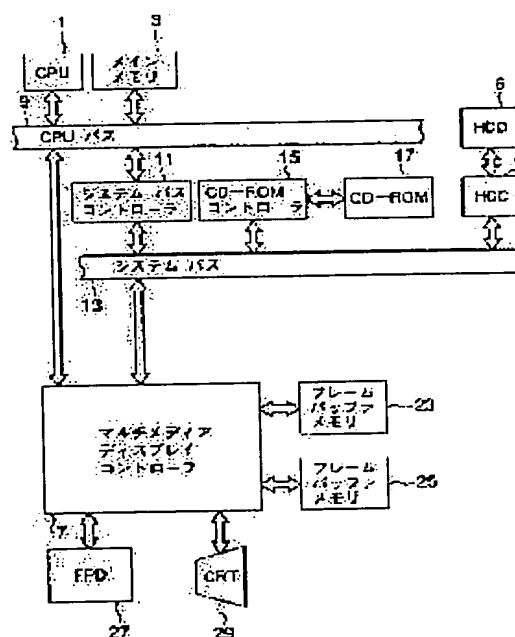 1
3
CPU
メイン
メモリ
9
CPU バス
6
HDD
11
15
17
システム バス
コントローラ
CD-ROM
コントローラ
CD-ROM
HDC
システム バス
13
マルチメディア
ディスプレイ
コントローラ
フレーム
バッファ
メモリ
23
フレーム
バッファ
メモリ
25
7
FPD
CRT
27
29